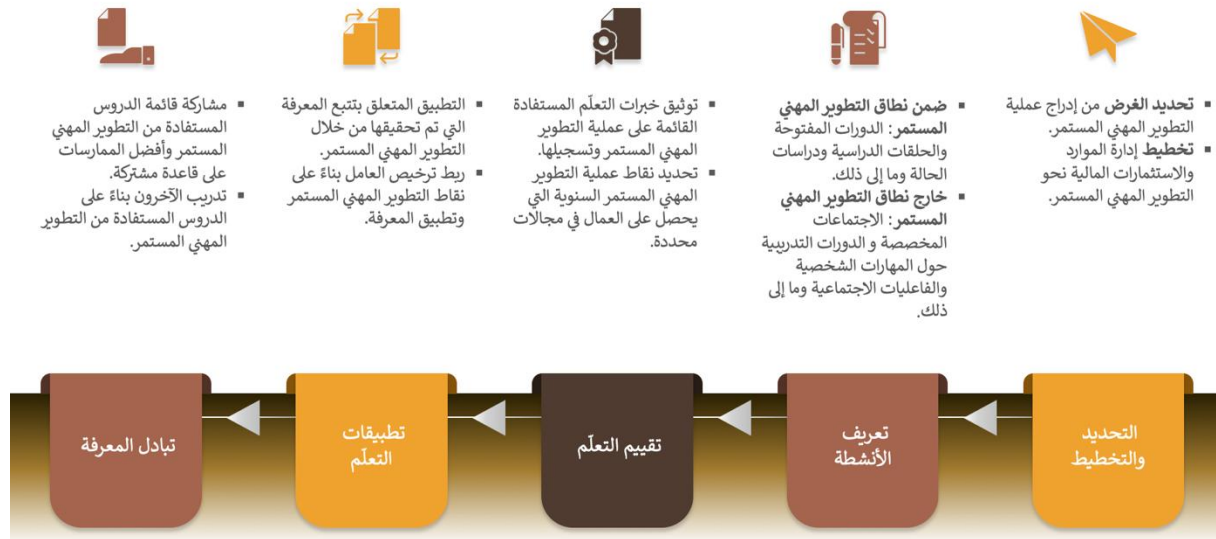 تحديد الغرض من إدراج عملية
التطوير المهني المستمر.
تخطيط إدارة الموارد
والاستثمارات المالية نحو
التطوير المهني المستمر.
ضمن نطاق التطوير المهني
المستمر: الدورات المفتوحة
والحلقات الدراسية ودراسات
الحالة وما إلى ذلك.
خارج نطاق التطوير المهني
المستمر: الاجتماعات
المخصصة و الدورات التدريبية
حول المهارات الشخصية
والفاعليات الاجتماعية وما إلى
ذلك.
توثيق خبرات التعلّم المستفادة
القائمة على عملية التطوير
المهني المستمر وتسجيلها.
تحديد نقاط عملية التطوير
المهني المستمر السنوية التي
يحصل على العمال في مجالات
محددة.
التطبيق المتعلق بتتبع المعرفة
التي تم تحقيقها من خلال
التطوير المهني المستمر.
ربط ترخيص العامل بناءً على
نقاط التطوير المهني المستمر
وتطبيق المعرفة.
مشاركة قائمة الدروس
المستفادة من التطوير المهني
المستمر وأفضل الممارسات
على قاعدة مشتركة.
تدريب الآخرون بناءً على
الدروس المستفادة من التطوير
المهني المستمر.
التحديد
والتخطيط
تعريف
الأنشطة
تقييم التعلّم
تطبيقات
التعلّم
تبادل المعرفة